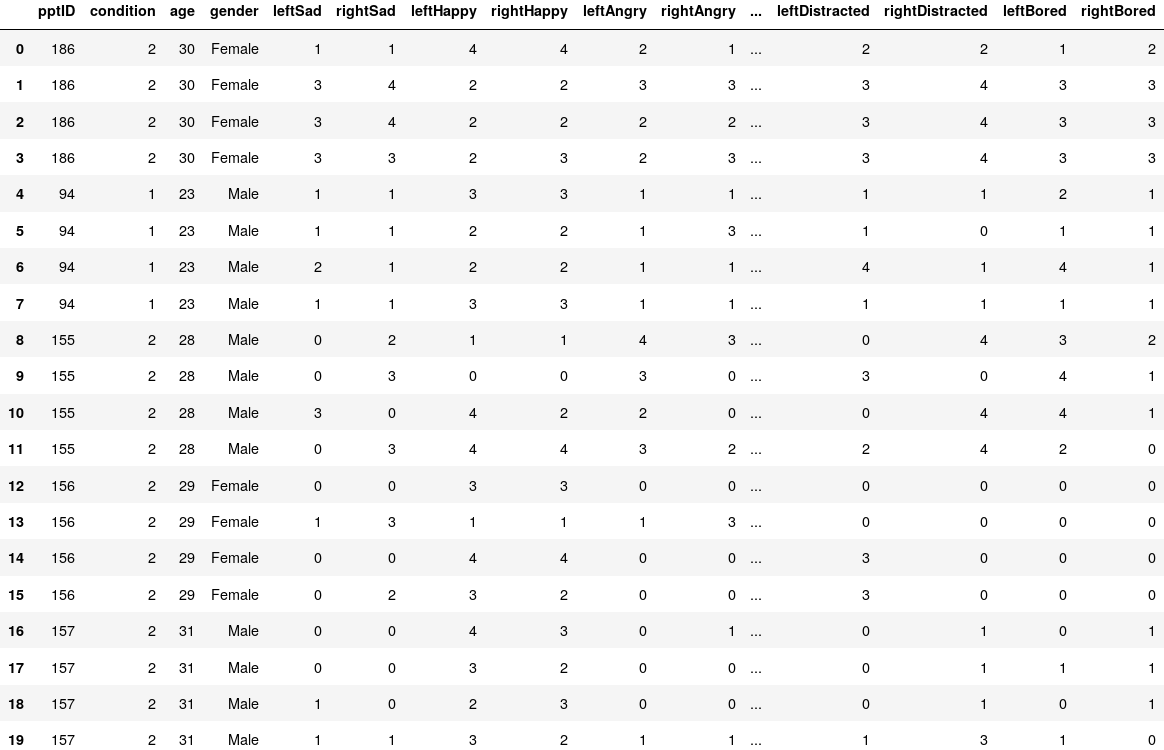 pptID condition age gender leftSad rightSad leftHappy rightHappy leftAngry rightAngry ... leftDistracted rightDistracted leftBored rightBored
0 186 2 30 Female 1 1 4 4 2 1 ... 2 2 1 2
1 186 2 30 Female 3 4 2 2 3 3 ... 3 4 3 3
2 186 2 30 Female 3 4 2 2 2 2 ... 3 4 3 3
3 186 2 30 Female 3 3 2 3 2 3 ... 3 4 3 3
4 94 1 23 Male 1 1 3 3 1 1 ... 1 1 2 1
5 94 1 23 Male 1 1 2 2 1 3 ... 1 0 1 1
6 94 1 23 Male 2 1 2 2 1 1 ... 4 1 4 1
7 94 1 23 Male 1 1 3 3 1 1 ... 1 1 1 1
8 155 2 28 Male 0 2 1 1 4 3 ... 0 4 3 2
9 155 2 28 Male 0 3 0 0 3 0 ... 3 0 4 1
10 155 2 28 Male 3 0 4 2 2 0 ... 0 4 4 1
11 155 2 28 Male 0 3 4 4 3 2 ... 2 4 2 0
12 156 2 29 Female 0 0 3 3 0 0 ... 0 0 0 0
13 156 2 29 Female 1 3 1 1 1 3 ... 0 0 0 0
14 156 2 29 Female 0 0 4 4 0 0 ... 3 0 0 0
15 156 2 29 Female 0 2 3 2 0 0 ... 3 0 0 0
16 157 2 31 Male 0 0 4 3 0 1 ... 0 1 0 1
17 157 2 31 Male 0 0 3 2 0 0 ... 0 1 1 1
18 157 2 31 Male 1 0 2 3 0 0 ... 0 1 0 1
19 157 2 31 Male 1 1 3 2 1 1 ... 1 3 1 0